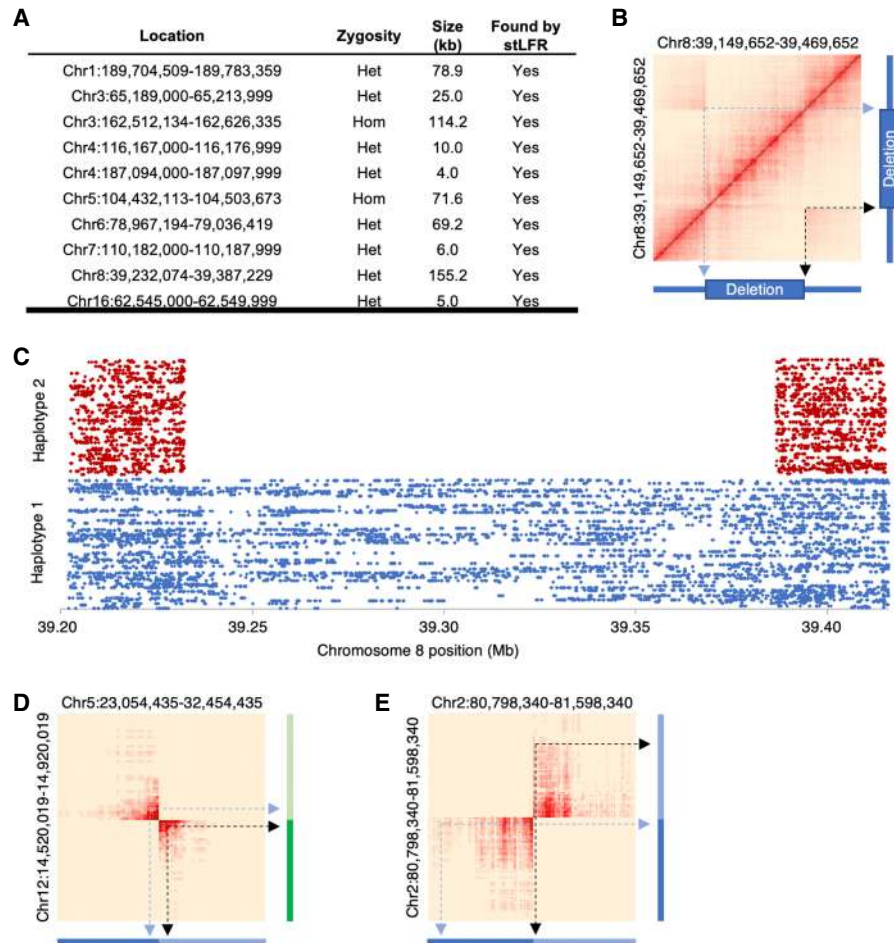 A
Location Zygosity Size (kb) Found by stLFR
Chr1:189,704,509-189,783,359 Het 78.9 Yes
Chr3:65,189,000-65,213,999 Het 25.0 Yes
Chr3:162,512,134-162,626,335 Hom 114.2 Yes
Chr4:116,167,000-116,176,999 Het 10.0 Yes
Chr4:187,094,000-187,097,999 Het 4.0 Yes
Chr5:104,432,113-104,503,673 Hom 71.6 Yes
Chr6:78,967,194-79,036,419 Het 69.2 Yes
Chr7:110,182,000-110,187,999 Het 6.0 Yes
Chr8:39,232,074-39,387,229 Het 155.2 Yes
Chr16:62,545,000-62,549,999 Het 5.0 Yes
B
Chr8:39,149,652-39,469,652
Chr8:39,149,652-39,469,652
Deletion
Deletion
C
Haplotype 2
Haplotype 1
39.20 39.25 39.30 39.35 39.40
Chromosome 8 position (Mb)
D
Chr5:23,054,435-32,454,435
Chr12:14,520,019-14,920,019
E
Chr2:80,798,340-81,598,340
Chr2:80,798,340-81,598,340